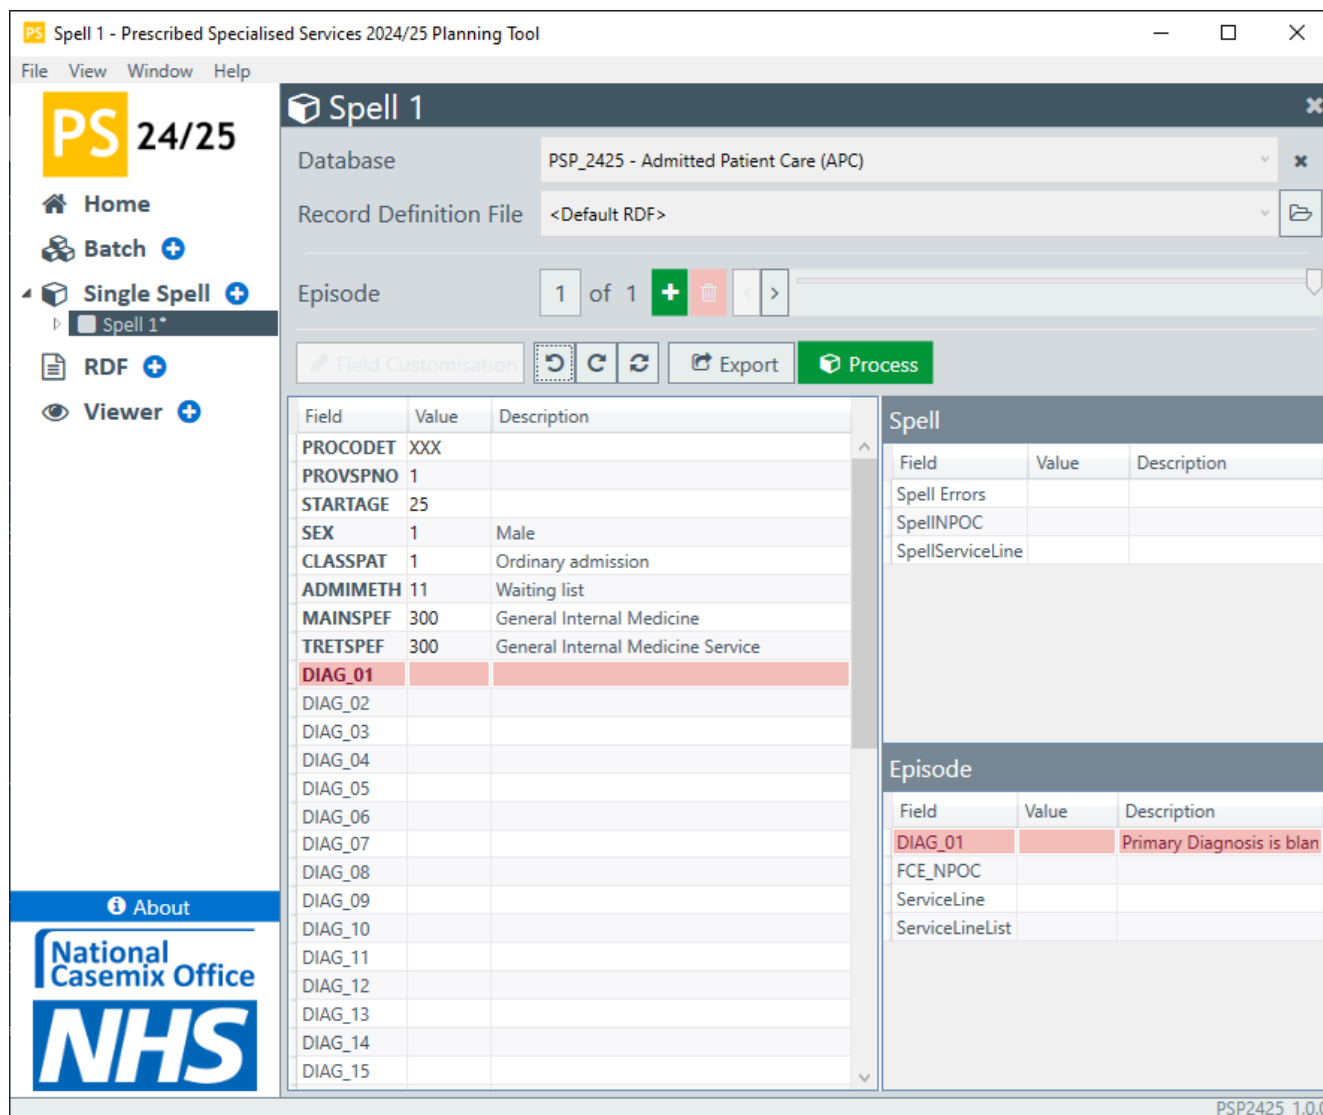 PS Spell 1 - Prescribed Specialised Services 2024/25 Planning Tool
File View Window Help
PS 24/25
Home
Batch
Single Spell
Spell 1*
RDF
Viewer
About
National
Casemix Office
NHS
Spell 1
Database PSP_2425 - Admitted Patient Care (APC)
Record Definition File <Default RDF>
Episode 1 of 1
Field Customisation Export Process
Field Value Description
PROCODET XXX
PROVSPNO 1
STARTAGE 25
SEX 1 Male
CLASSPAT 1 Ordinary admission
ADMIMETH 11 Waiting list
MAINSPEF 300 General Internal Medicine
TRETSPEF 300 General Internal Medicine Service
DIAG_01
DIAG_02
DIAG_03
DIAG_04
DIAG_05
DIAG_06
DIAG_07
DIAG_08
DIAG_09
DIAG_10
DIAG_11
DIAG_12
DIAG_13
DIAG_14
DIAG_15
Spell
Field Value Description
Spell Errors
SpellNPOC
SpellServiceLine
Episode
Field Value Description
DIAG_01 Primary Diagnosis is blan
FCE_NPOC
ServiceLine
ServiceLineList
PSP2425 1.0.0